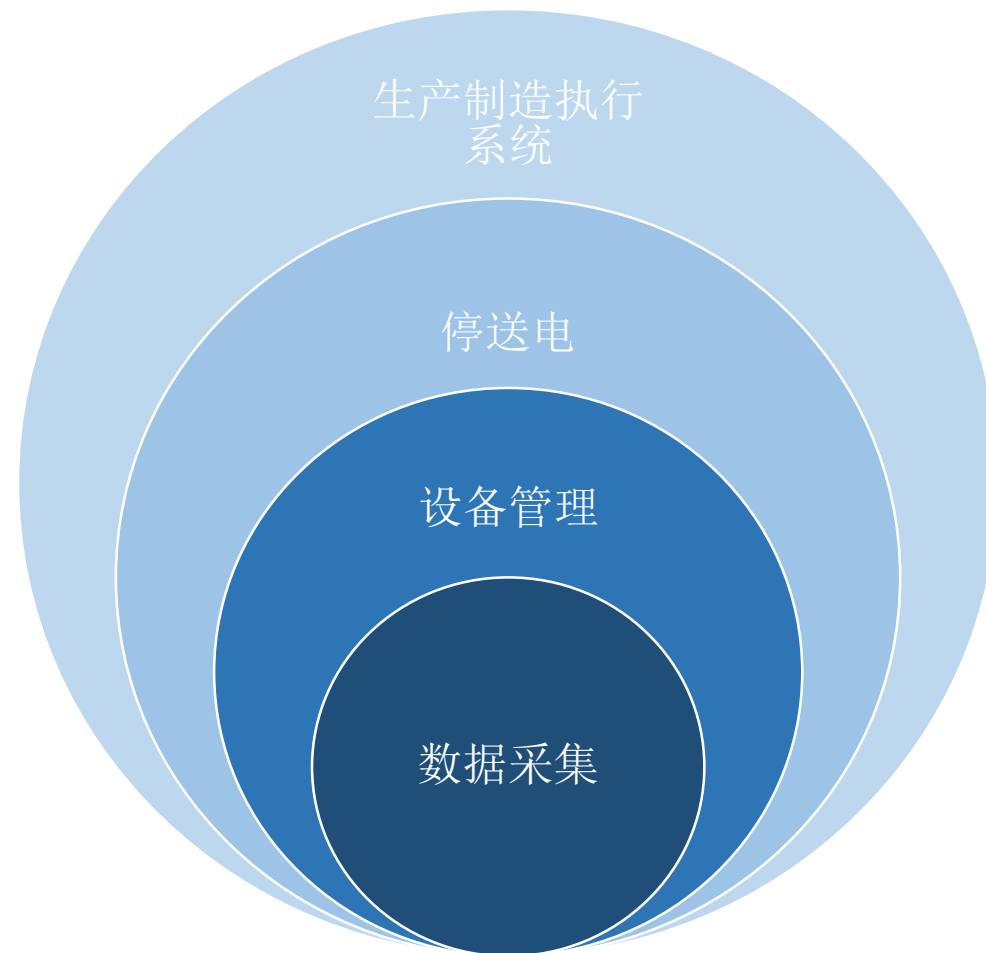 生产制造执行
系统
停送电
设备管理
数据采集